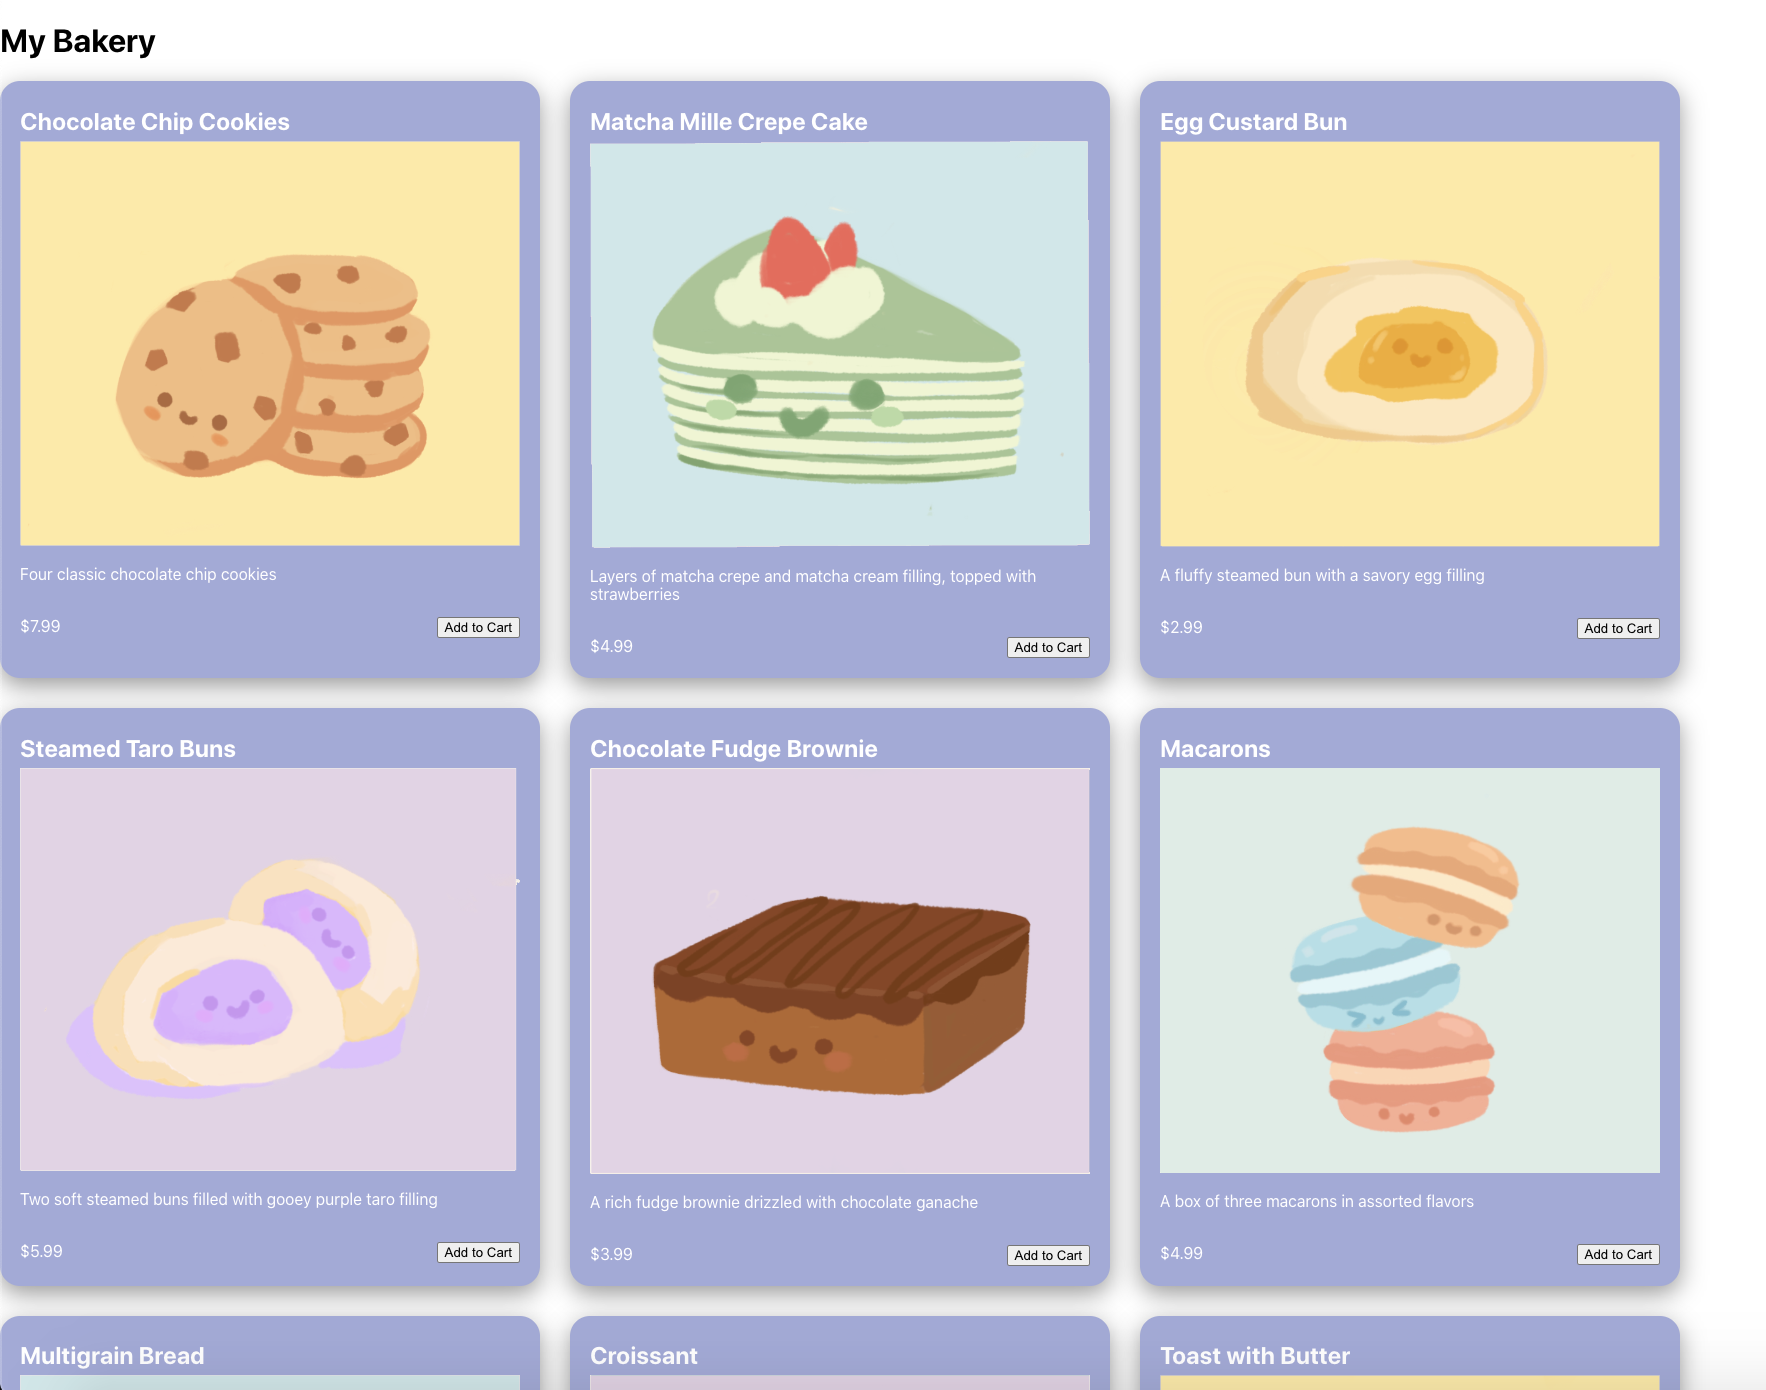 My Bakery
Chocolate Chip Cookies
Four classic chocolate chip cookies
$7.99
Add to Cart
Matcha Mille Crepe Cake
Layers of matcha crepe and matcha cream filling, topped with
strawberries
$4.99
Add to Cart
Egg Custard Bun
A fluffy steamed bun with a savory egg filling
$2.99
Add to Cart
Steamed Taro Buns
Two soft steamed buns filled with gooey purple taro filling
$5.99
Add to Cart
Chocolate Fudge Brownie
A rich fudge brownie drizzled with chocolate ganache
$3.99
Add to Cart
Macarons
A box of three macarons in assorted flavors
$4.99
Add to Cart
Multigrain Bread
Croissant
Toast with Butter